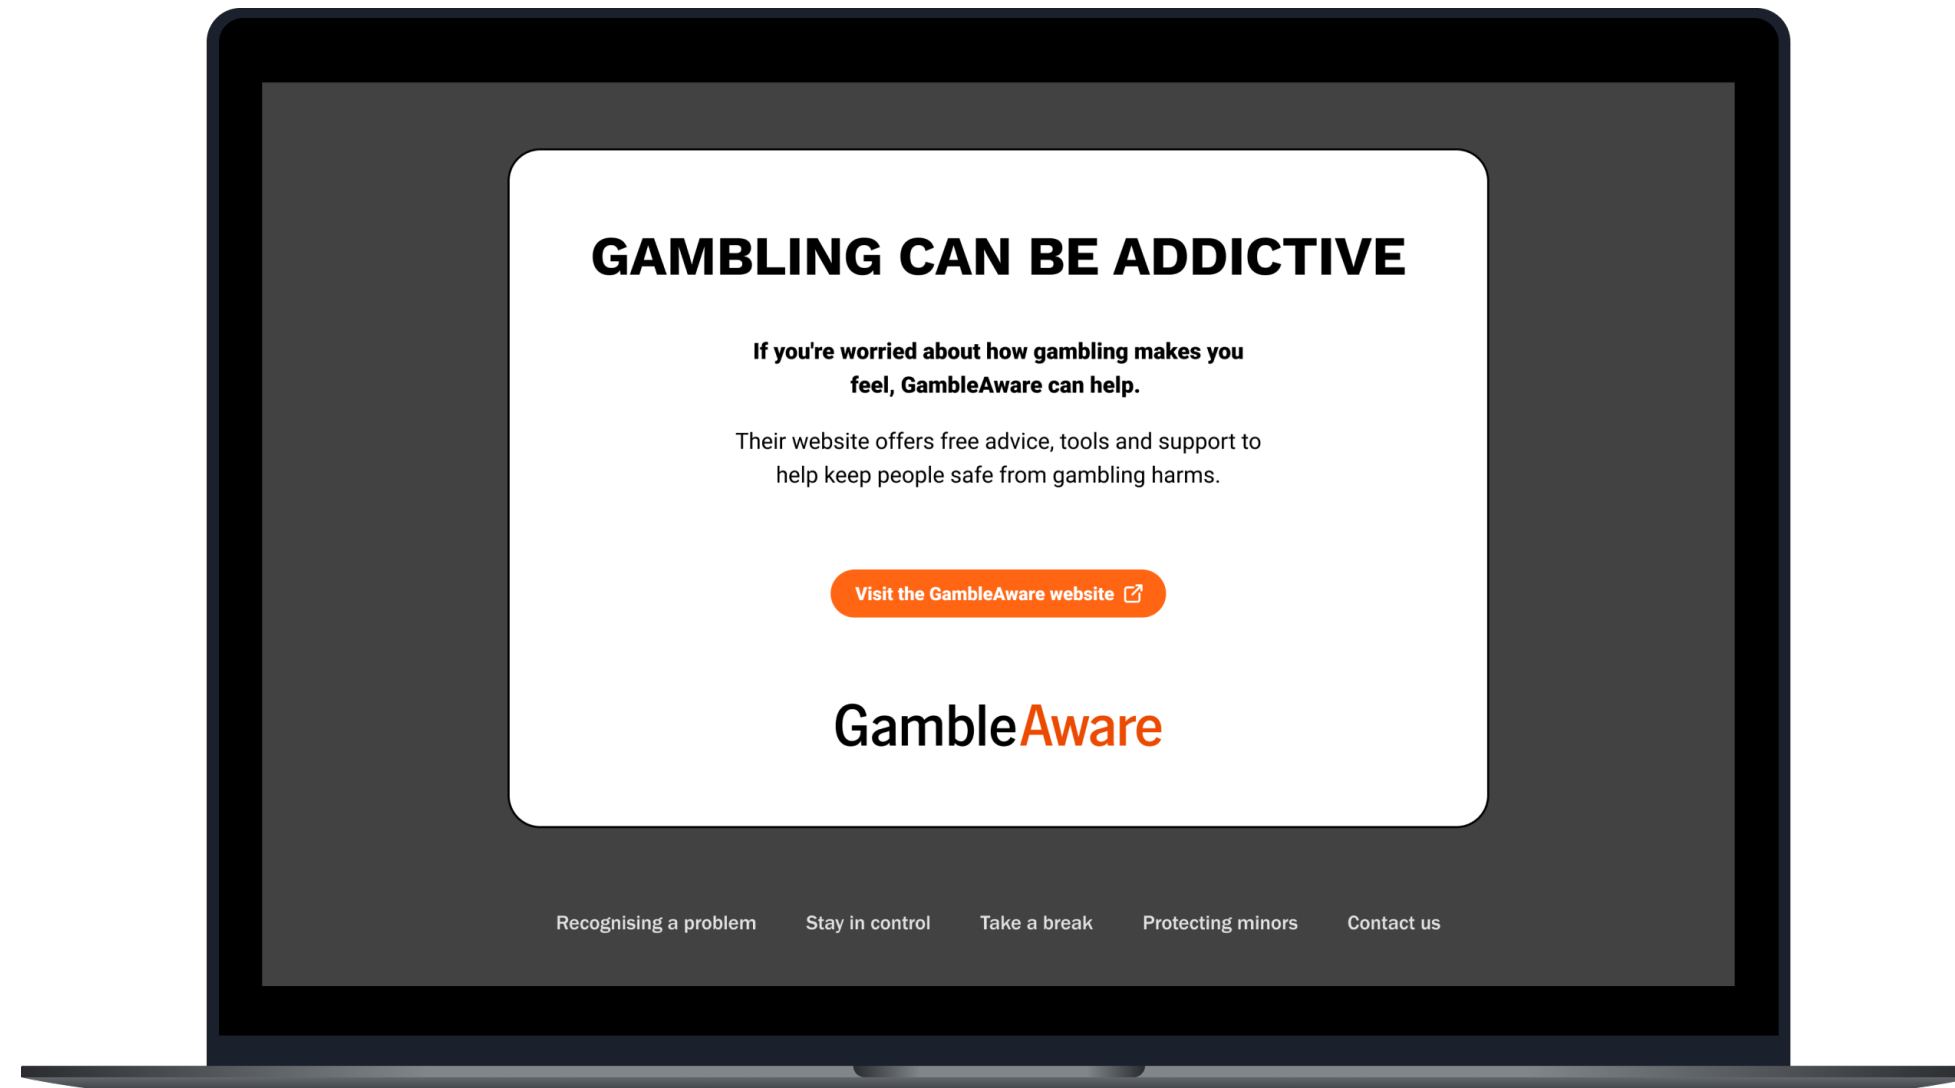 GAMBLING CAN BE ADDICTIVE
If you're worried about how gambling makes you
feel, GambleAware can help.
Their website offers free advice, tools and support to
help keep people safe from gambling harms.
Visit the GambleAware website
GambleAware
Recognising a problem Stay in control Take a break Protecting minors Contact us